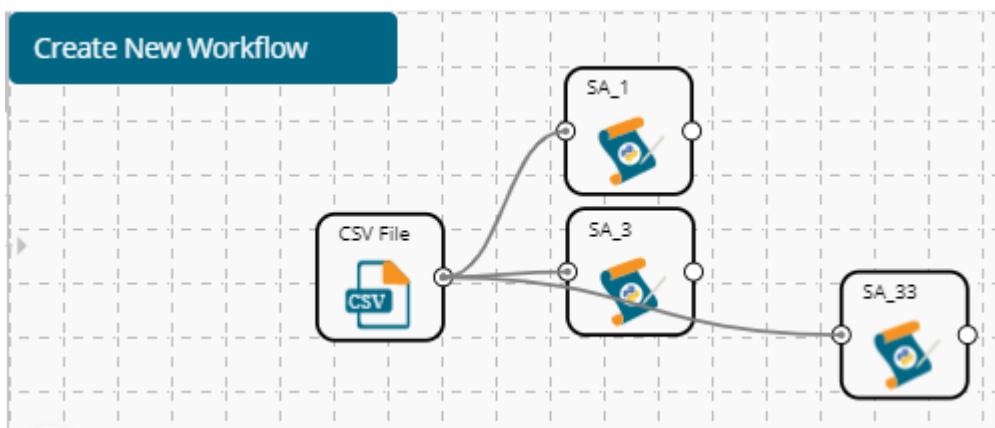 Create New Workflow
SA_1
CSV File
CSV
SA_3
SA_33